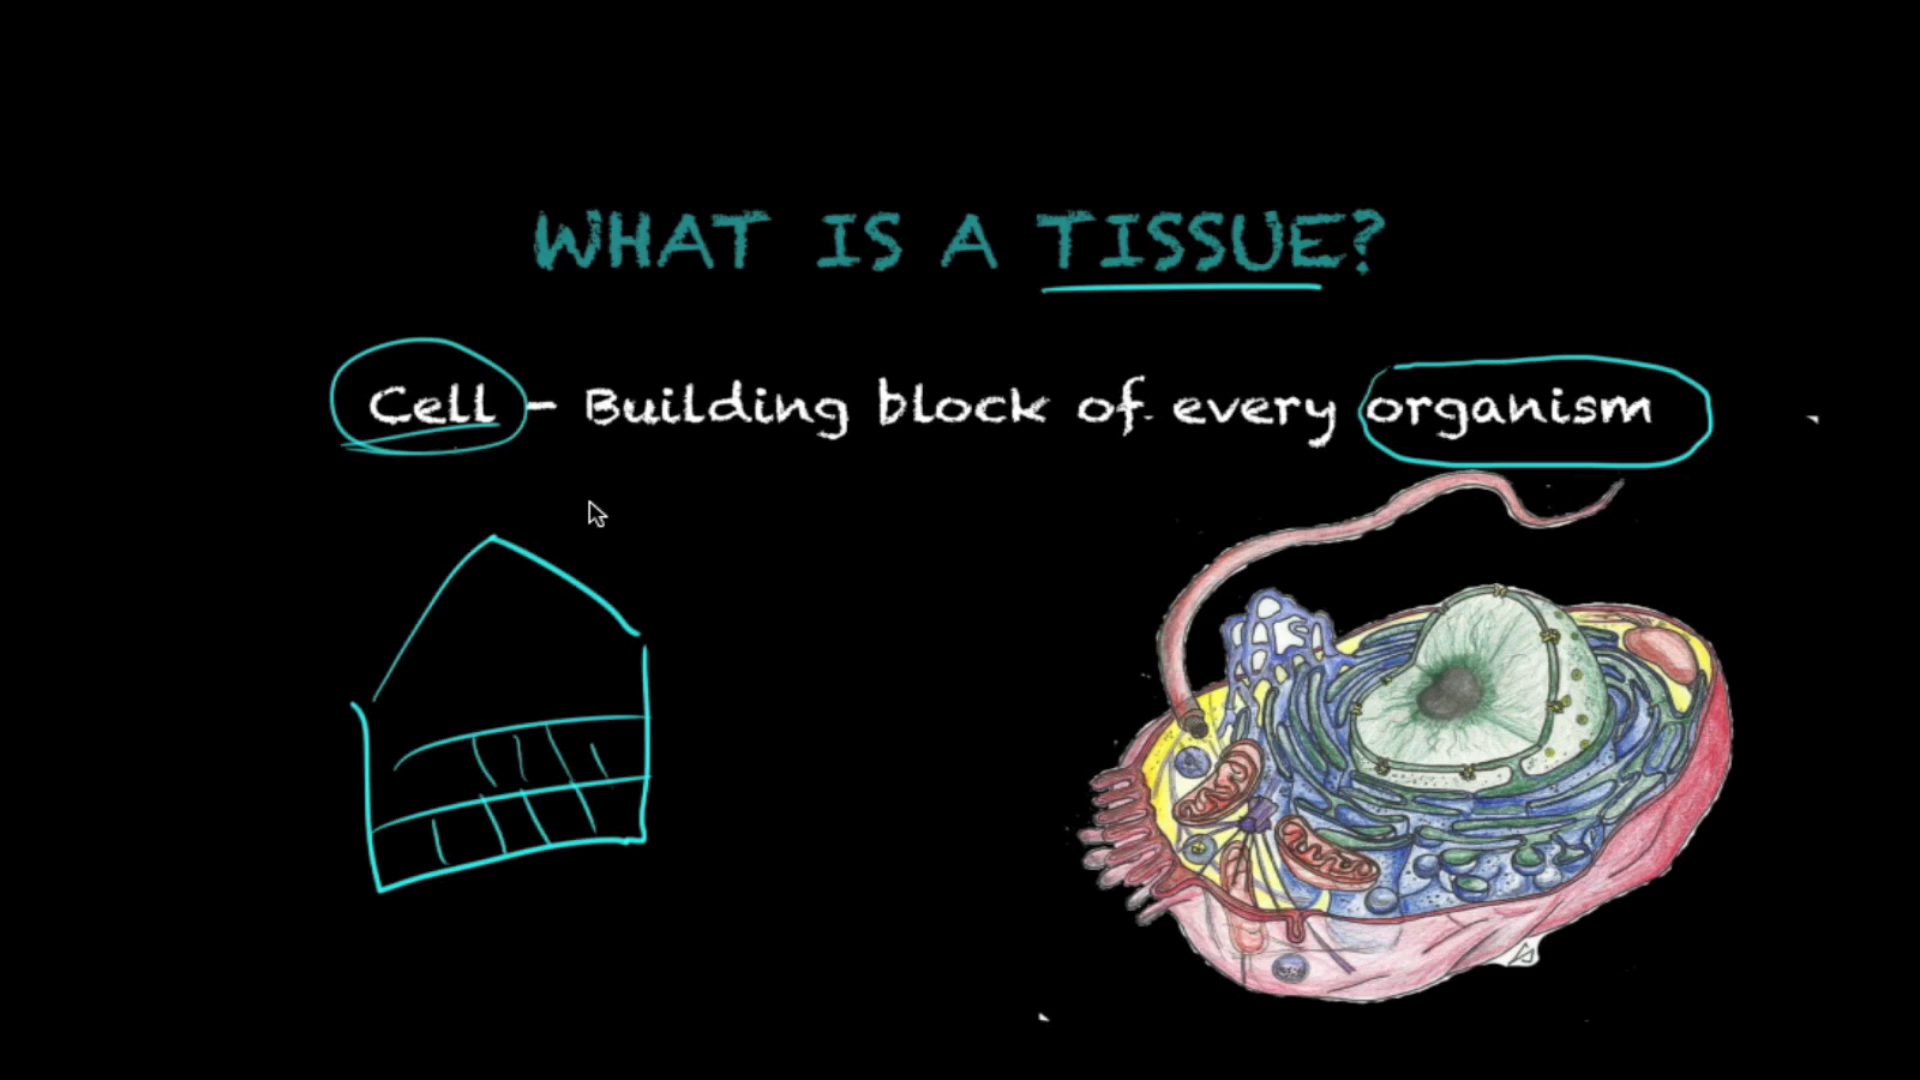 WHAT IS A TISSUE?
Cell - Building block of every organism